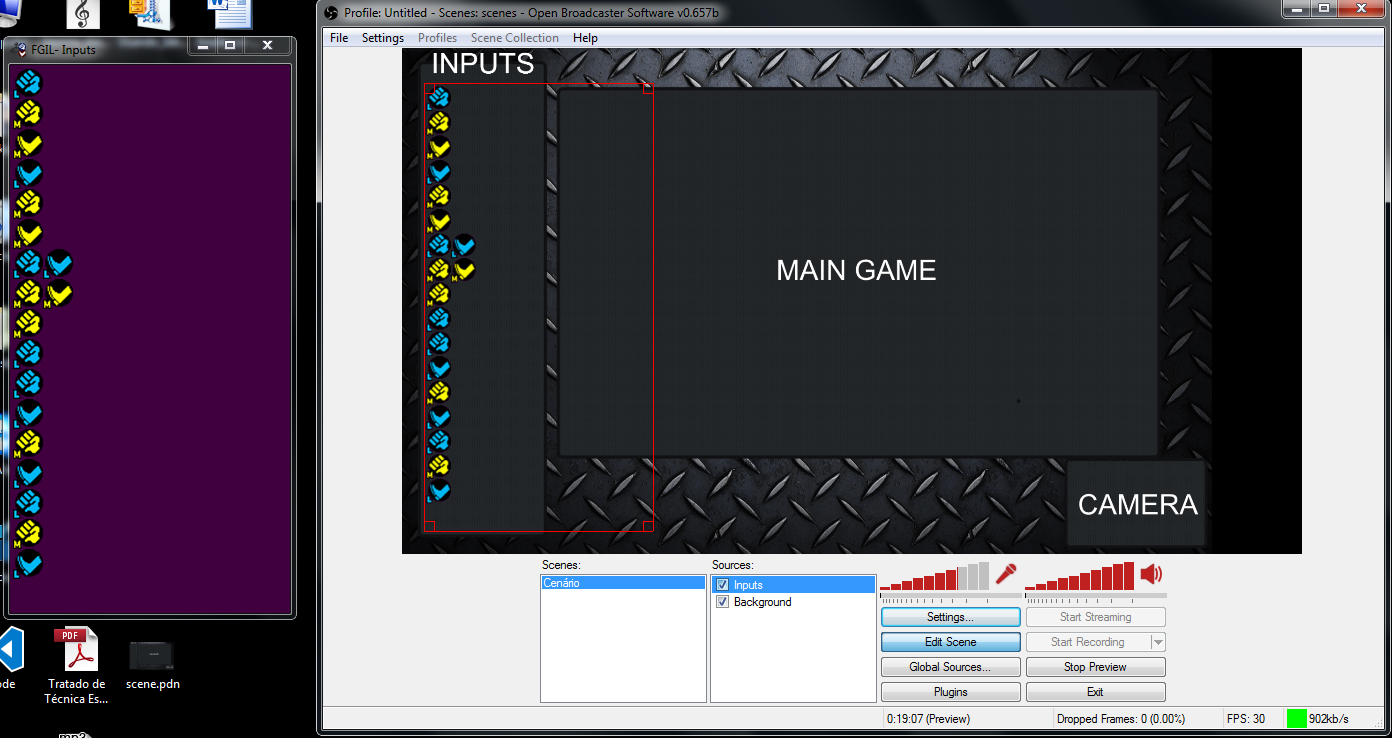 FGIL- Inputs
L
M
M
L
M
M
L L
M M
M
L
L
L
M
L
L
M
L
PDF
ode
Tratado de
Técnica Es...
scene.pdn
mp3
Profile: Untitled - Scenes: scenes - Open Broadcaster Software v0.657b
File Settings Profiles Scene Collection Help
INPUTS
L
M
M
L
M
M
L L
M M
M
L
L
L
M
L
L
M
L
MAIN GAME
CAMERA
Scenes:
Cenário
Sources:
Inputs
Background
Settings... Start Streaming
Edit Scene Start Recording
Global Sources... Stop Preview
Plugins Exit
0:19:07 (Preview) Dropped Frames: 0 (0.00%) FPS: 30 902kb/s